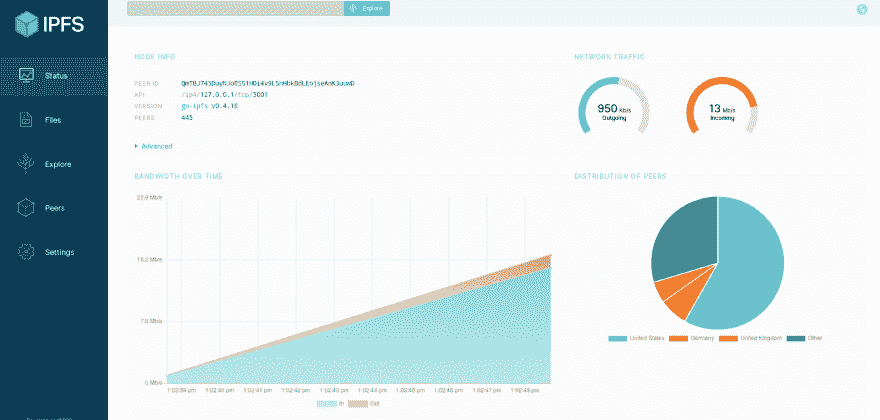 IPFS
Explore
Status
Files
Explore
Peers
Settings
NODE INFO
PEER ID
API /ip4/127.0.0.1/tcp/5001
VERSION go-ipfs v0.4.18
PEERS 445
Advanced
NETWORK TRAFFIC
950 Kb/s
Outgoing
13 Mb/s
Incoming
BANDWIDTH OVER TIME
22.9 Mb/s
15.3 Mb/s
7.6 Mb/s
0 Mb/s
1:02:39 pm 1:02:40 pm 1:02:41 pm 1:02:42 pm 1:02:43 pm 1:02:44 pm 1:02:45 pm 1:02:46 pm 1:02:47 pm 1:02:48 pm
In Out
DISTRIBUTION OF PEERS
United States Germany United Kingdom Other